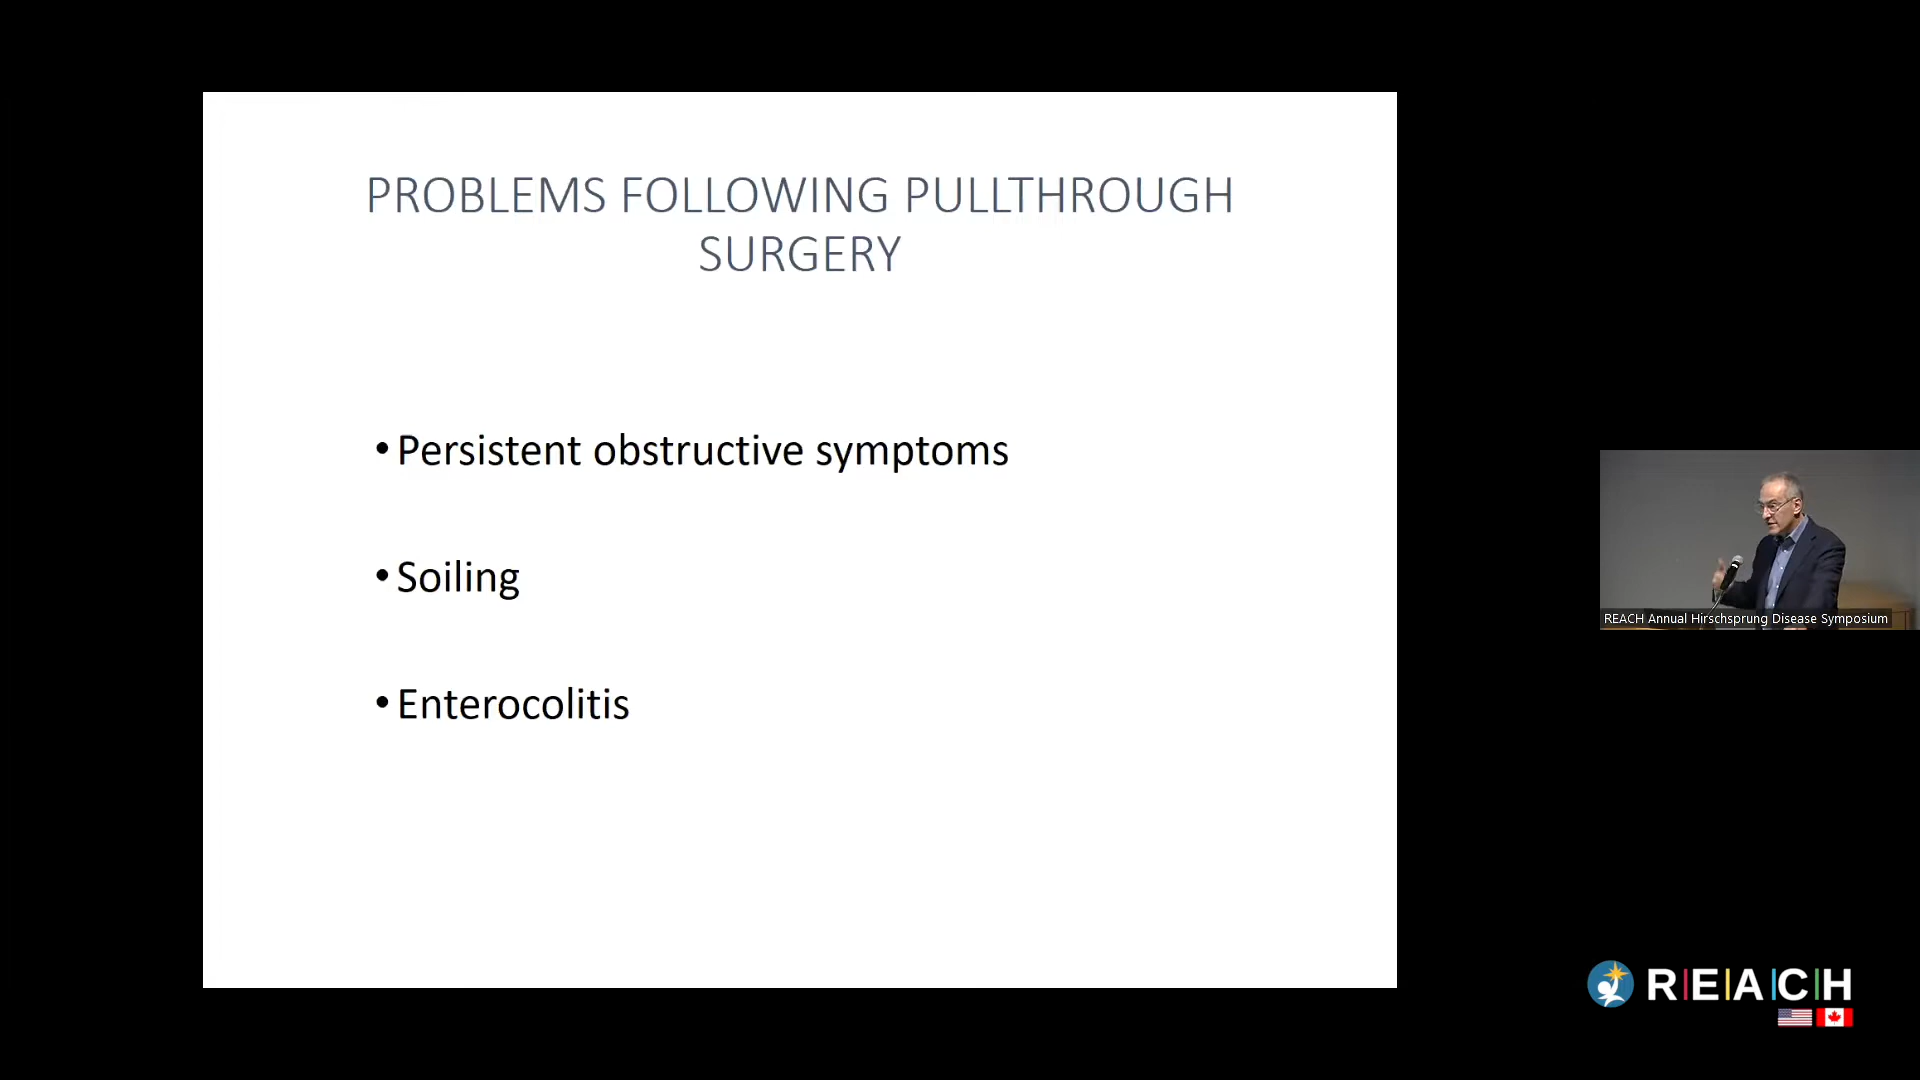 PROBLEMS FOLLOWING PULLTHROUGH
SURGERY
• Persistent obstructive symptoms
• Soiling
• Enterocolitis
REACH Annual Hirschsprung Disease Symposium
R|E|A|C|H